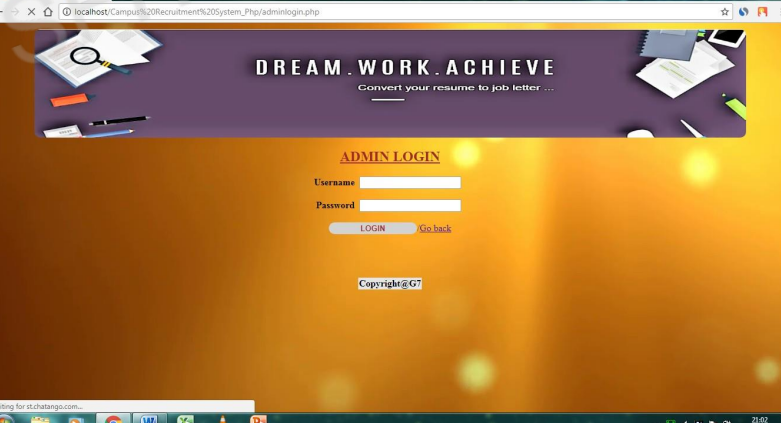 localhost/Campus%20Recruitment%20System_Php/adminlogin.php
DREAM.WORK.ACHIEVE
Convert your resume to job letter ...
ADMIN LOGIN
Username
Password
LOGIN /Go back
Copyright@G7
iting for st.chatango.com...
21:02